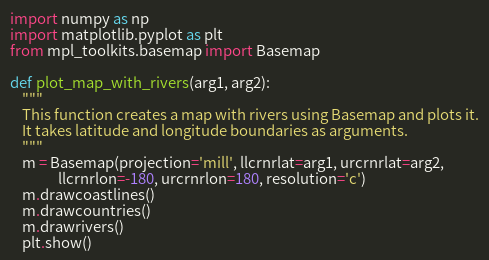 import numpy as np
import matplotlib.pyplot as plt
from mpl_toolkits.basemap import Basemap

def plot_map_with_rivers(arg1, arg2):
    """
    This function creates a map with rivers using Basemap and plots it.
    It takes latitude and longitude boundaries as arguments.
    """
    m = Basemap(projection='mill', llcrnrlat=arg1, urcrnrlat=arg2,
                llcrnrlon=-180, urcrnrlon=180, resolution='c')
    m.drawcoastlines()
    m.drawcountries()
    m.drawrivers()
    plt.show()